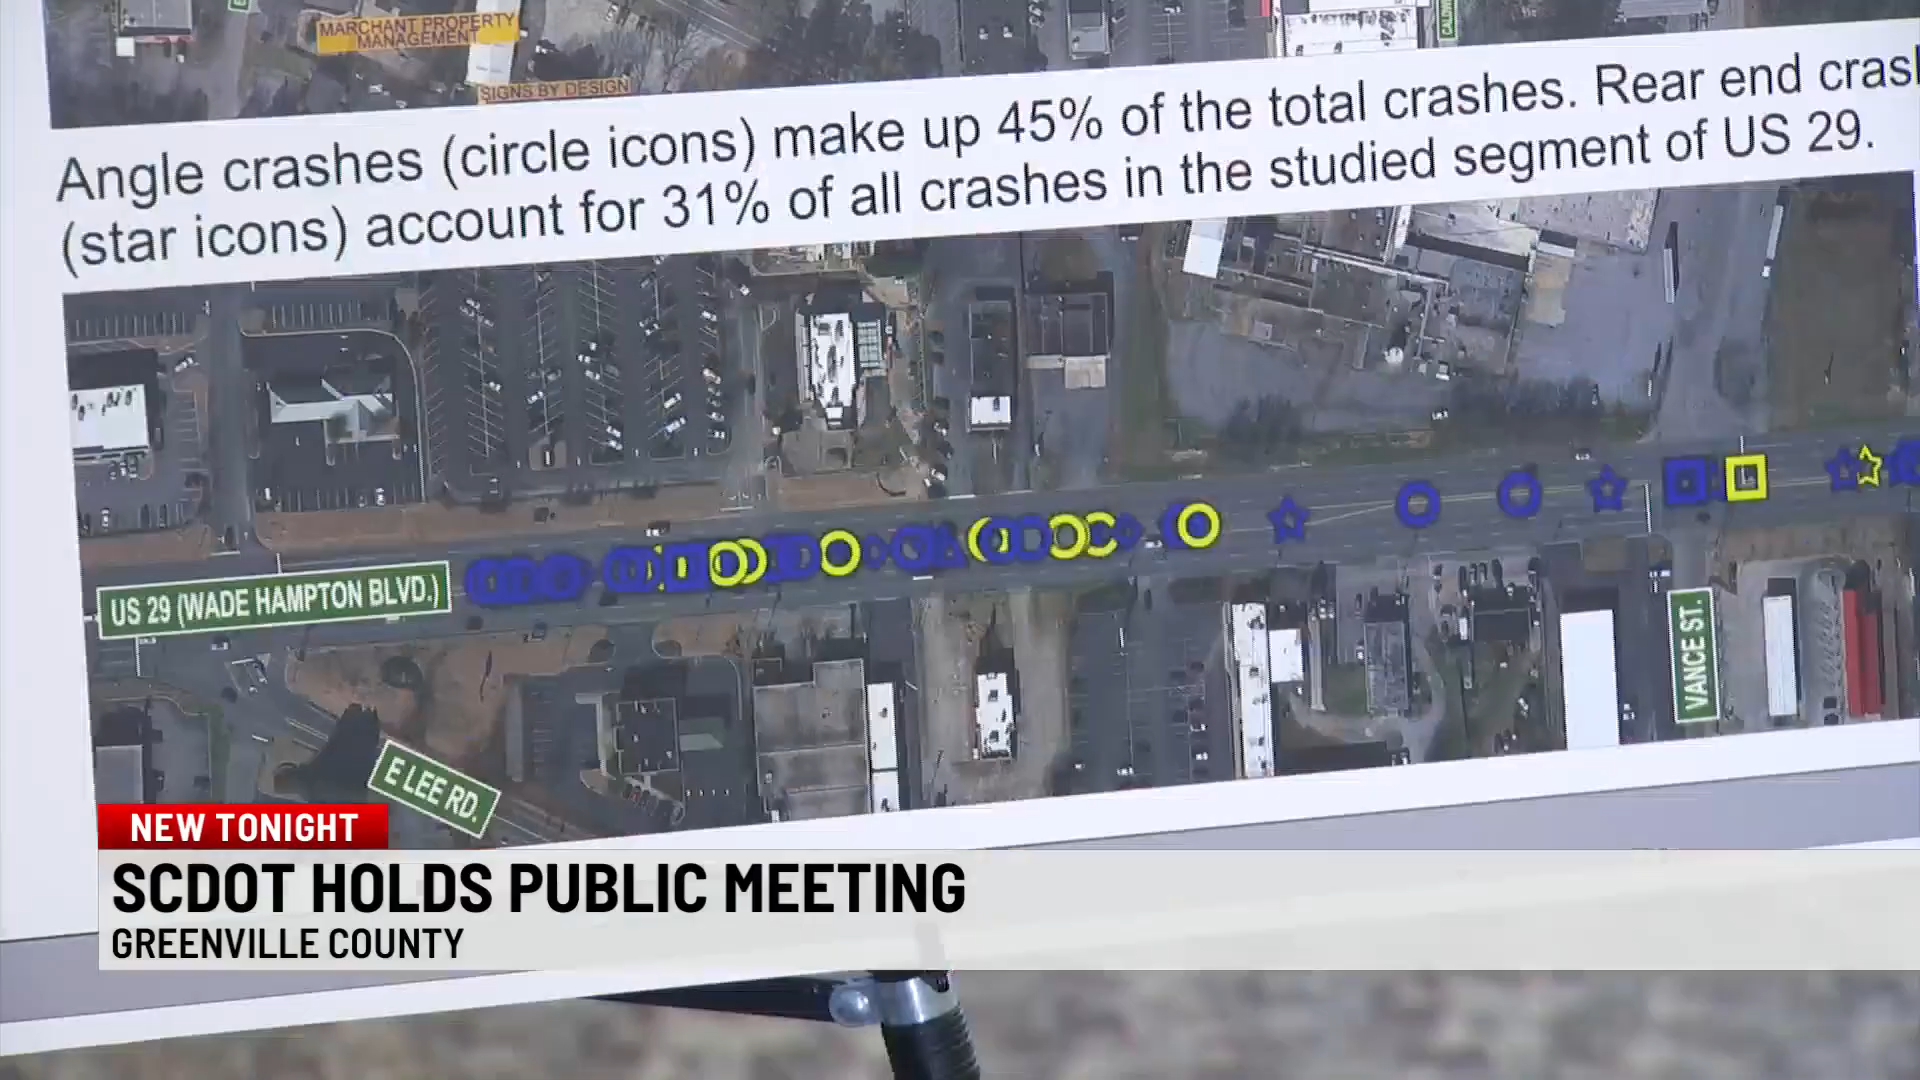 MARCHANT PROPERTY
MANAGEMENT
SIGNS BY DESIGN
Angle crashes (circle icons) make up 45% of the total crashes. Rear end cras
(star icons) account for 31% of all crashes in the studied segment of US 29.
US 29 (WADE HAMPTON BLVD.)
VANCE ST.
E LEE RD.
NEW TONIGHT
SCDOT HOLDS PUBLIC MEETING
GREENVILLE COUNTY